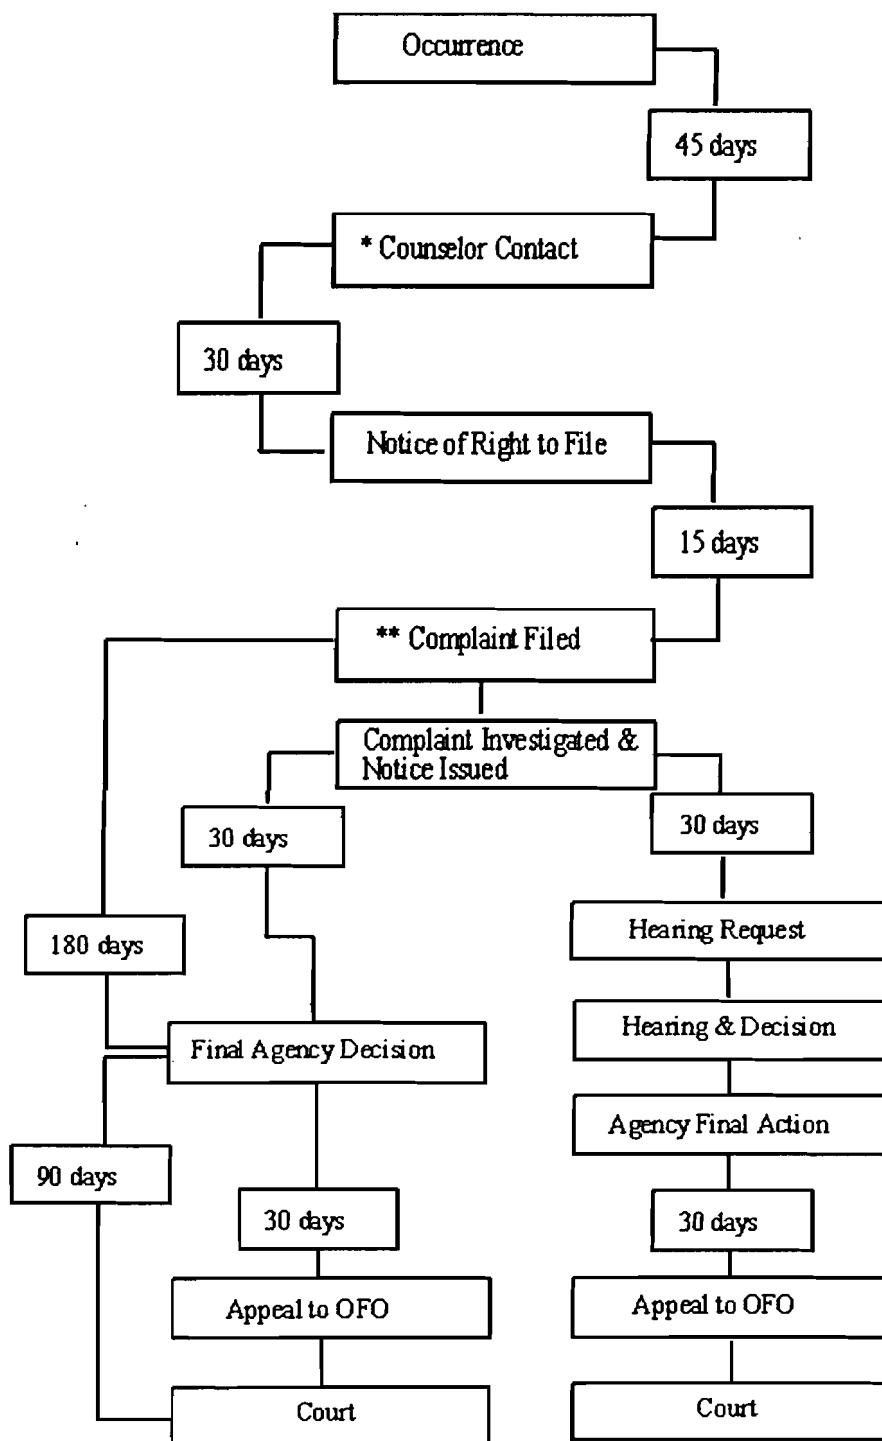 Occurrence
45 days
* Counselor Contact
30 days
Notice of Right to File
15 days
** Complaint Filed
Complaint Investigated &
Notice Issued
30 days
30 days
180 days
Hearing Request
Hearing & Decision
Final Agency Decision
Agency Final Action
90 days
30 days
30 days
Appeal to OFO
Appeal to OFO
Court
Court